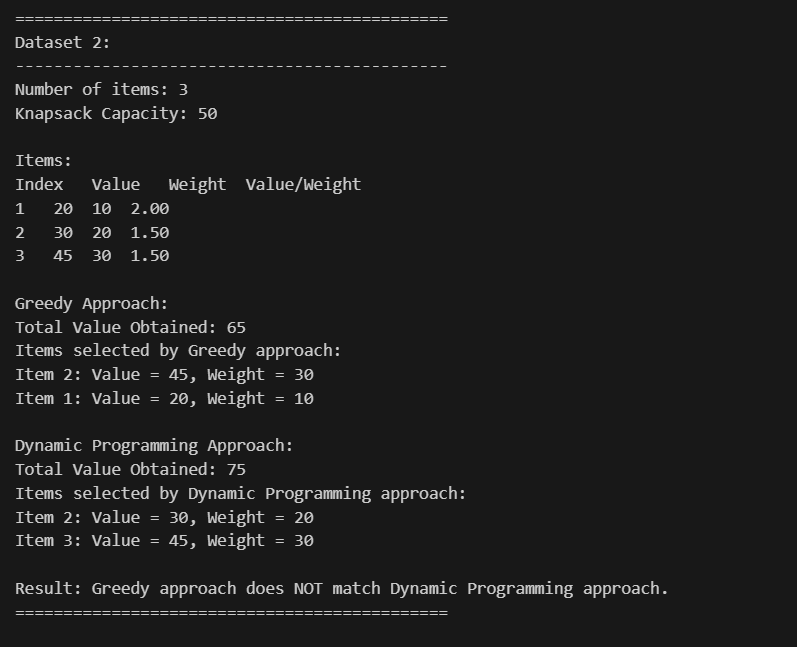 =============================================
Dataset 2:
---------------------------------------------
Number of items: 3
Knapsack Capacity: 50
Items:
Index   Value   Weight  Value/Weight
1   20  10  2.00
2   30  20  1.50
3   45  30  1.50
Greedy Approach:
Total Value Obtained: 65
Items selected by Greedy approach:
Item 2: Value = 45, Weight = 30
Item 1: Value = 20, Weight = 10
Dynamic Programming Approach:
Total Value Obtained: 75
Items selected by Dynamic Programming approach:
Item 2: Value = 30, Weight = 20
Item 3: Value = 45, Weight = 30
Result: Greedy approach does NOT match Dynamic Programming approach.
=============================================